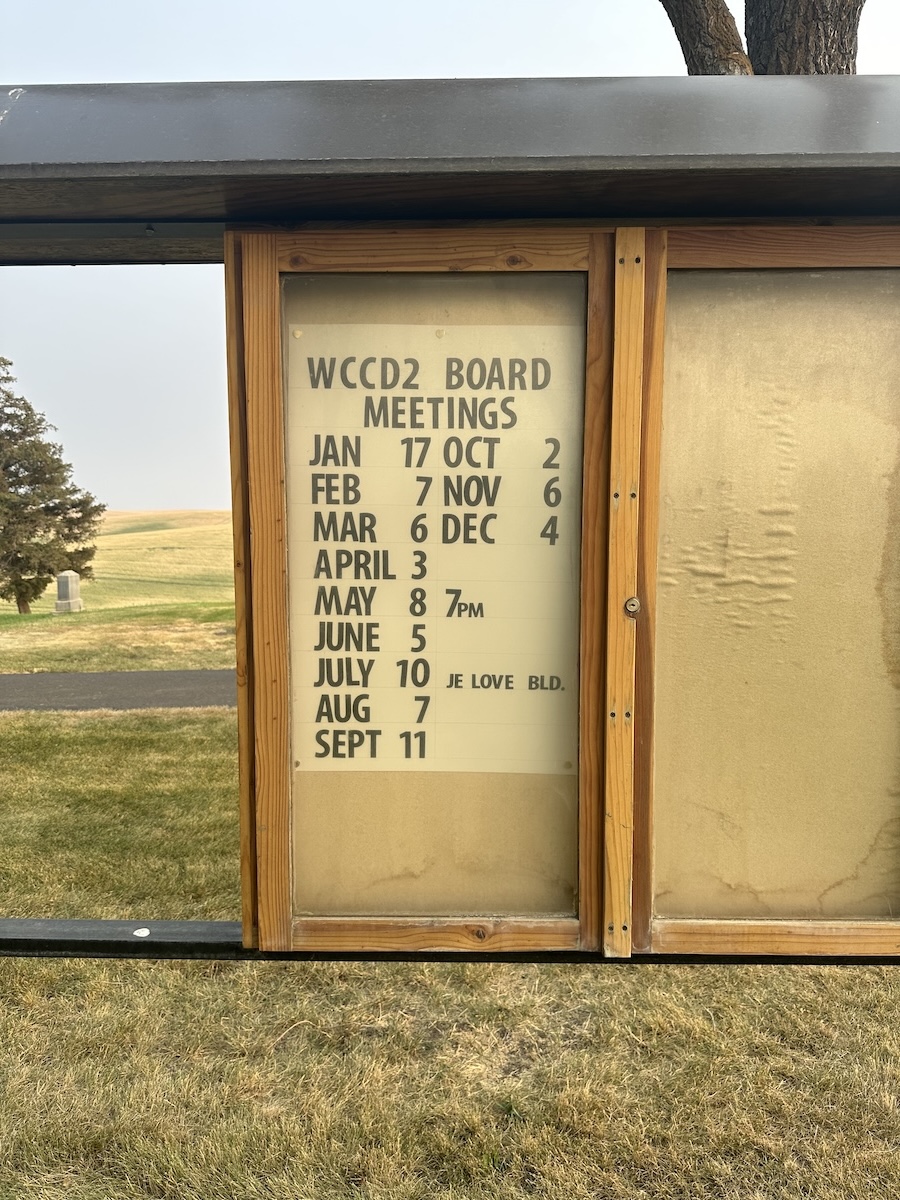 WCCD2 BOARD
MEETINGS
JAN 17 OCT 2
FEB 7 NOV 6
MAR 6 DEC 4
APRIL 3
MAY 8 7PM
JUNE 5
JULY 10 JE LOVE BLD.
AUG 7
SEPT 11